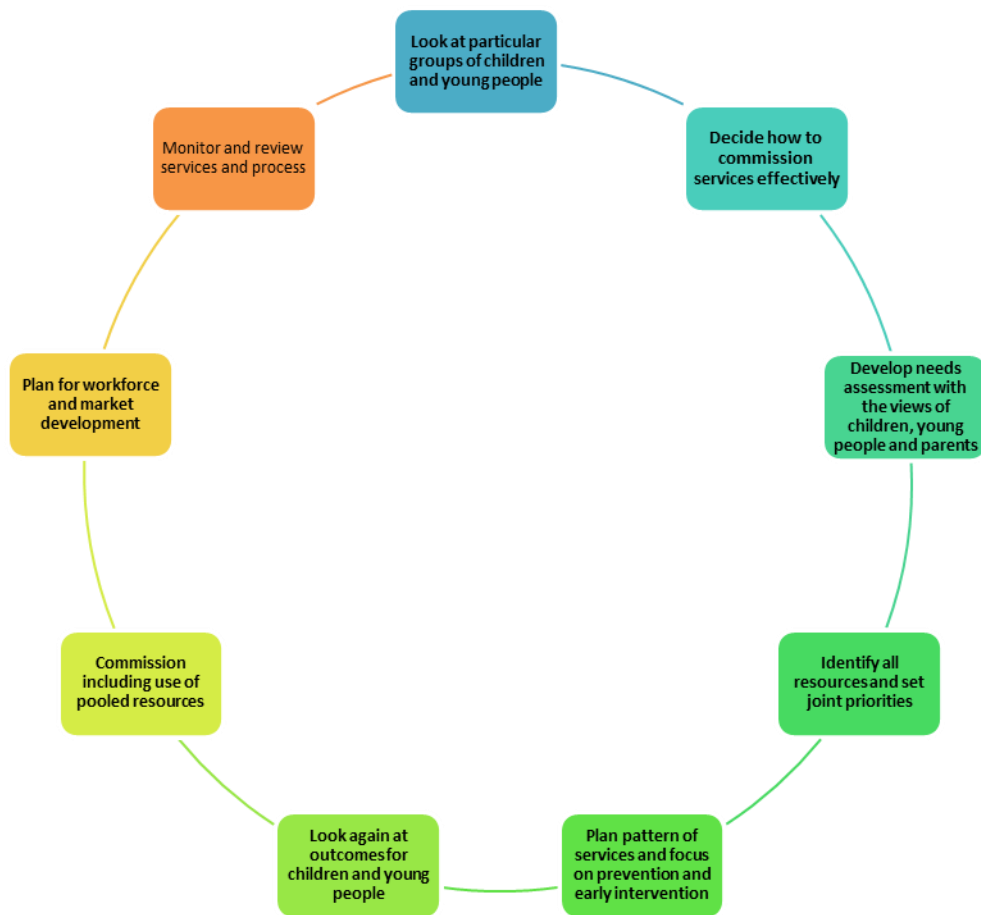 Look at particular
groups of children
and young people
Decide how to
commission
services effectively
Develop needs
assessment with
the views of
children, young
people and parents
Identify all
resources and set
joint priorities
Plan pattern of
services and focus
on prevention and
early intervention
Look again at
outcomes for
children and young
people
Commission
including use of
pooled resources
Plan for workforce
and market
development
Monitor and review
services and process